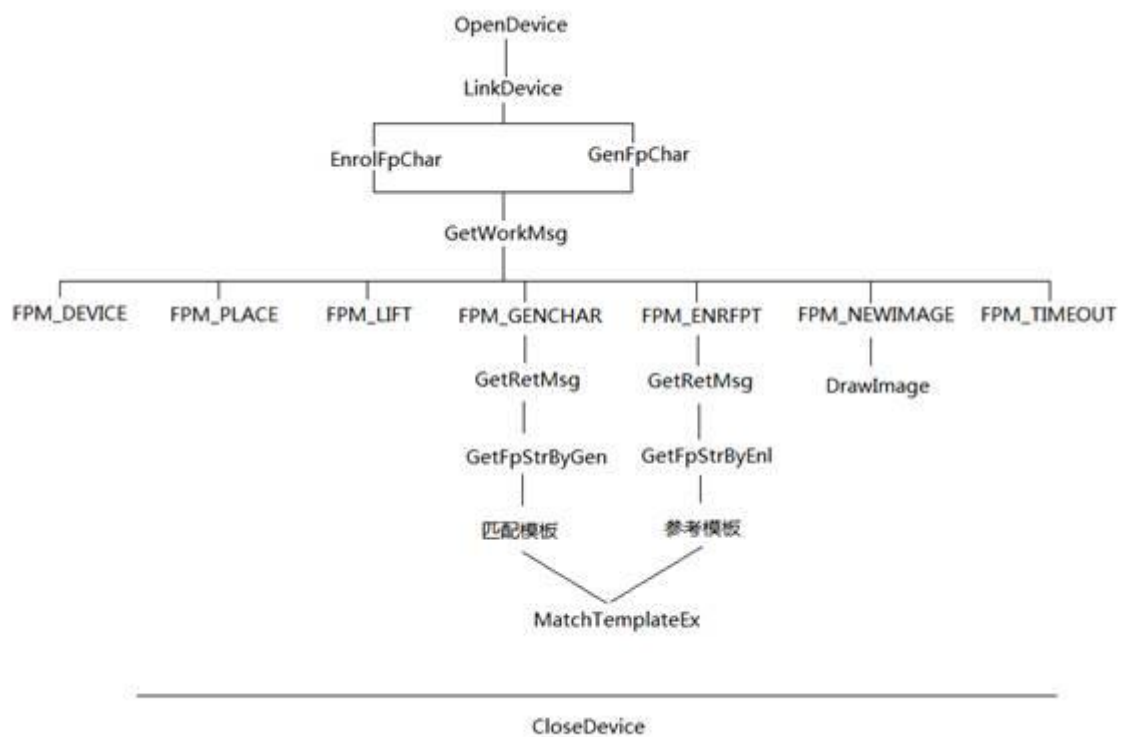 OpenDevice
LinkDevice
EnrolFpChar GenFpChar
GetWorkMsg
FPM_DEVICE FPM_PLACE FPM_LIFT FPM_GENCHAR FPM_ENRFPT FPM_NEWIMAGE FPM_TIMEOUT
GetRetMsg GetRetMsg DrawImage
GetFpStrByGen GetFpStrByEnl
匹配模板 参考模板
MatchTemplateEx
CloseDevice